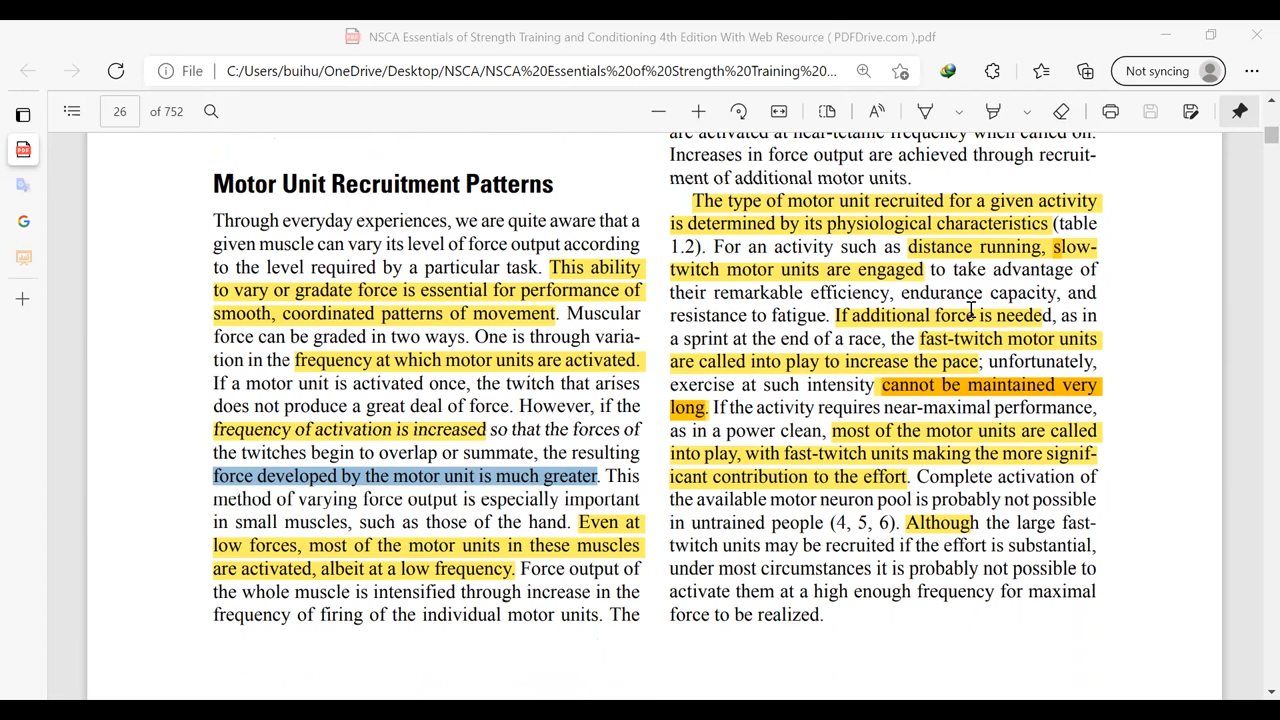 NSCA Essentials of Strength Training and Conditioning 4th Edition With Web Resource ( PDFDrive.com ).pdf
File C:/Users/buihu/OneDrive/Desktop/NSCA/NSCA%20Essentials%20of%20Strength%20Training%20... Not syncing
26 of 752
Motor Unit Recruitment Patterns
Through everyday experiences, we are quite aware that a
given muscle can vary its level of force output according
to the level required by a particular task. This ability
to vary or gradate force is essential for performance of
smooth, coordinated patterns of movement. Muscular
force can be graded in two ways. One is through varia-
tion in the frequency at which motor units are activated.
If a motor unit is activated once, the twitch that arises
does not produce a great deal of force. However, if the
frequency of activation is increased so that the forces of
the twitches begin to overlap or summate, the resulting
force developed by the motor unit is much greater. This
method of varying force output is especially important
in small muscles, such as those of the hand. Even at
low forces, most of the motor units in these muscles
are activated, albeit at a low frequency. Force output of
the whole muscle is intensified through increase in the
frequency of firing of the individual motor units. The
are activated at near-tetanic frequency when called on.
Increases in force output are achieved through recruit-
ment of additional motor units.
The type of motor unit recruited for a given activity
is determined by its physiological characteristics (table
1.2). For an activity such as distance running, slow-
twitch motor units are engaged to take advantage of
their remarkable efficiency, endurance capacity, and
resistance to fatigue. If additional force is needed, as in
a sprint at the end of a race, the fast-twitch motor units
are called into play to increase the pace; unfortunately,
exercise at such intensity cannot be maintained very
long. If the activity requires near-maximal performance,
as in a power clean, most of the motor units are called
into play, with fast-twitch units making the more signif-
icant contribution to the effort. Complete activation of
the available motor neuron pool is probably not possible
in untrained people (4, 5, 6). Although the large fast-
twitch units may be recruited if the effort is substantial,
under most circumstances it is probably not possible to
activate them at a high enough frequency for maximal
force to be realized.